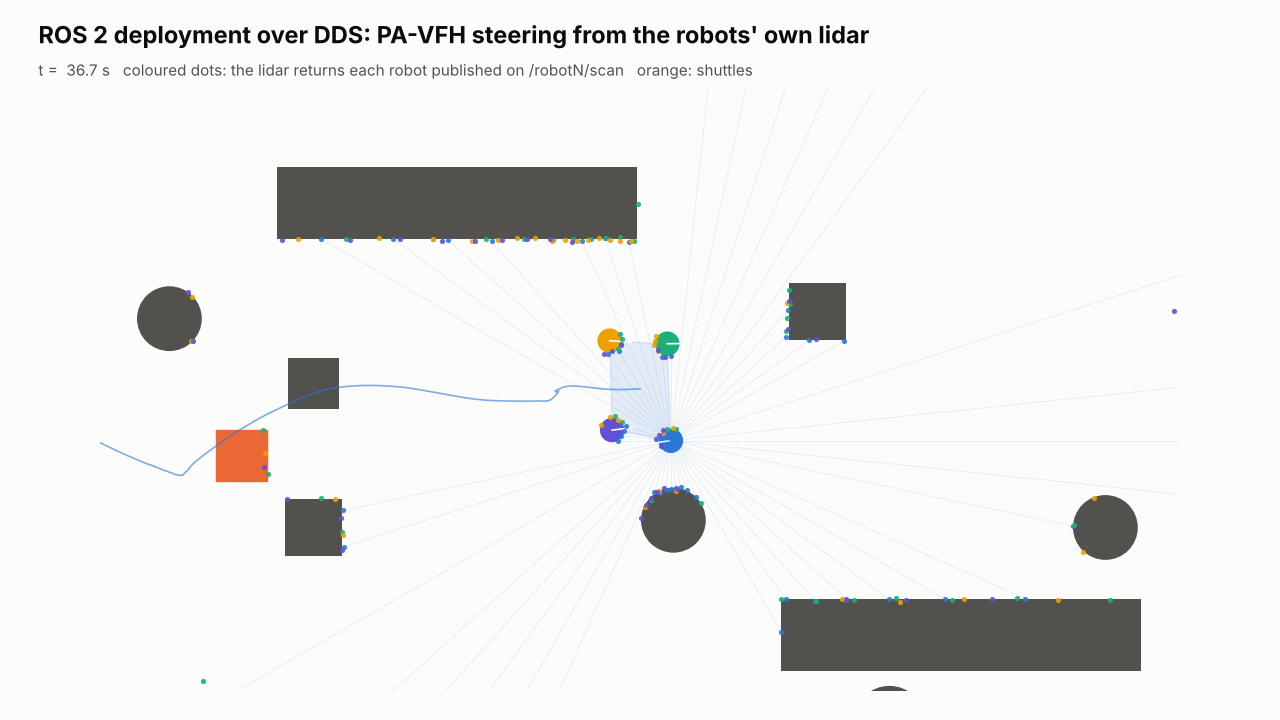 ROS 2 deployment over DDS: PA-VFH steering from the robots' own lidar
t =  36.7 s   coloured dots: the lidar returns each robot published on /robotN/scan   orange: shuttles